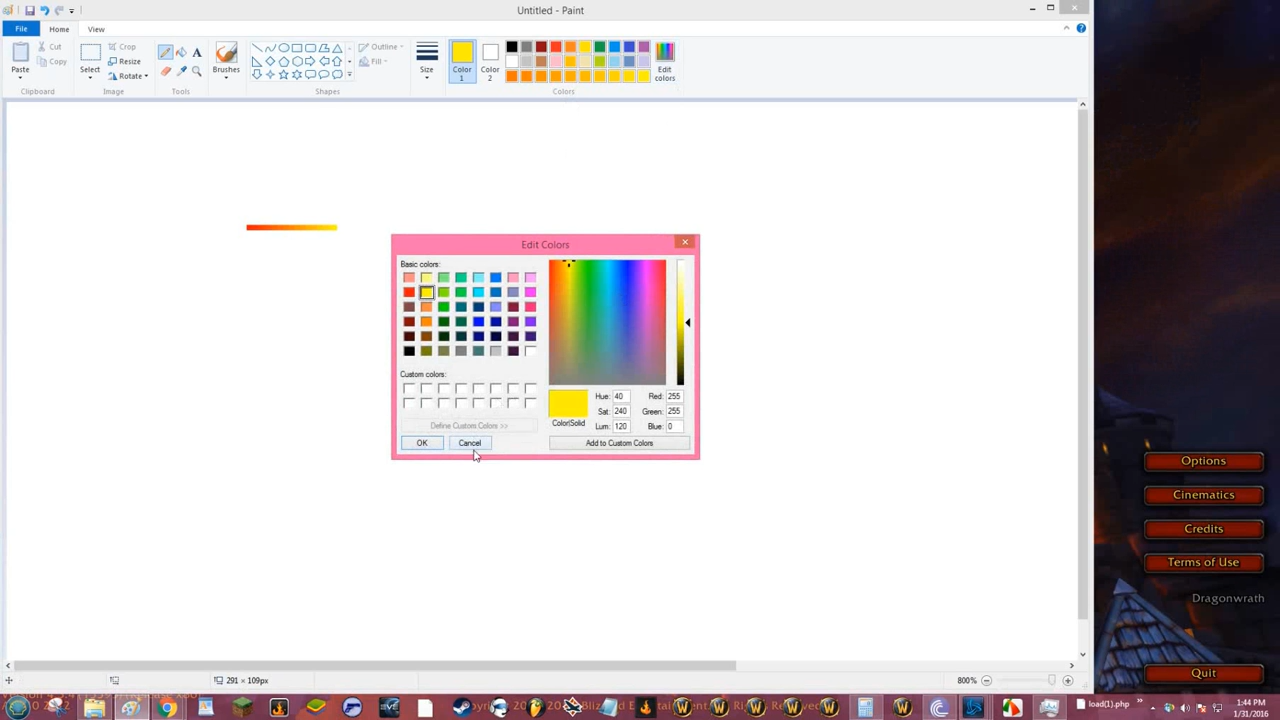 Untitled - Paint
File Home View
Paste
Cut
Copy
Clipboard
Select
Crop
Resize
Rotate
Image
A
Tools
Brushes
Outline
Fill
Shapes
Size
Color 1
Color 2
Edit colors
Colors
Edit Colors
Basic colors:
Custom colors:
Define Custom Colors >>
OK Cancel
Color|Solid
Hue: 40 Red: 255
Sat: 240 Green: 255
Lum: 120 Blue: 0
Add to Custom Colors
Options
Cinematics
Credits
Terms of Use
Dragonwrath
Quit
291 × 109px
800%
load(1).php
1:44 PM
1/31/2016